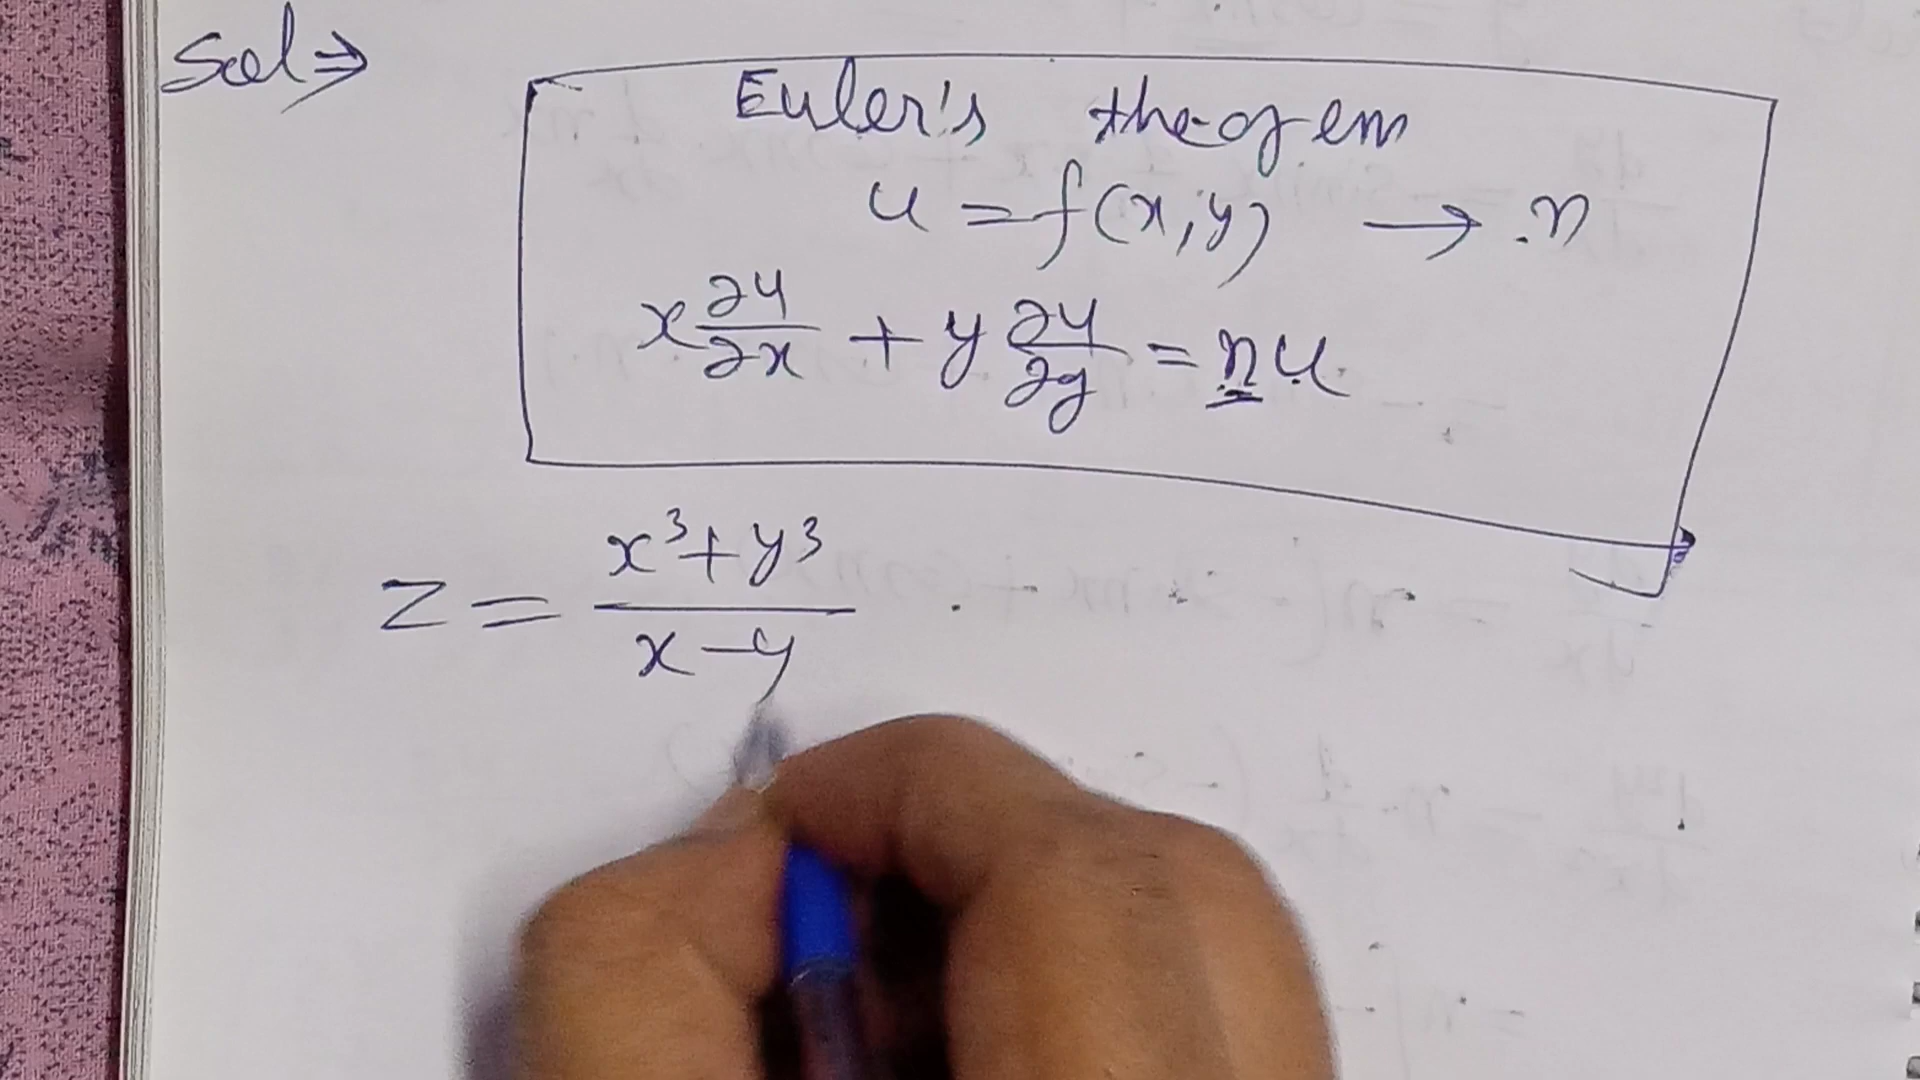 Sol ⇒
Euler's theorem
u = f(x,y) → n
x ∂u/∂x + y ∂u/∂y = nu
z = x³+y³/x-y